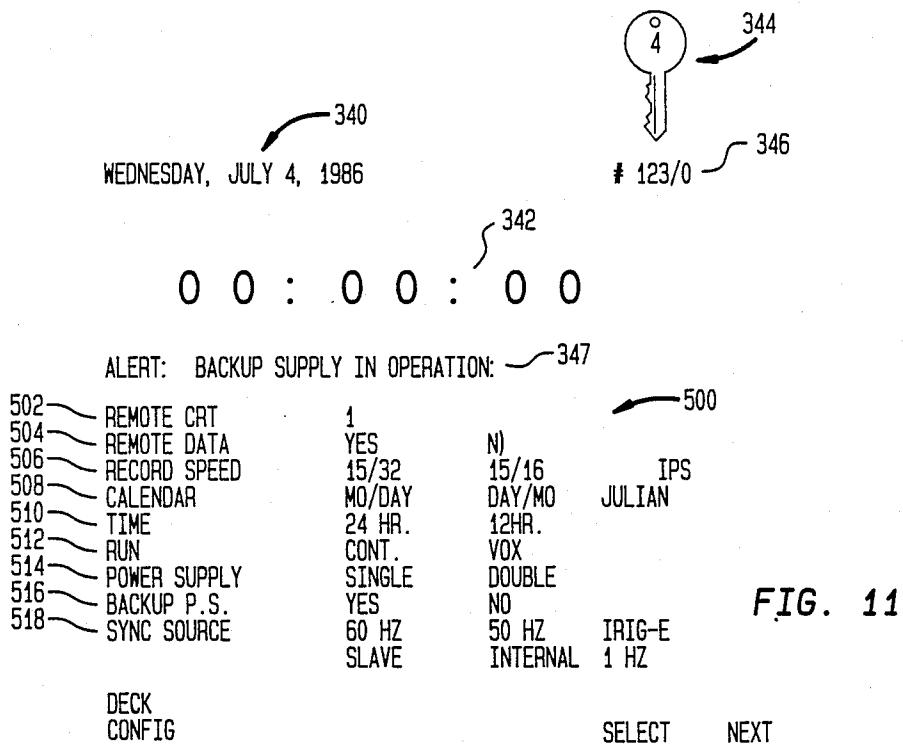 4
344
340
346
WEDNESDAY, JULY 4, 1986 # 123/0
342
0 0 : 0 0 : 0 0
ALERT: BACKUP SUPPLY IN OPERATION: 347
500
502 REMOTE CRT 1
504 REMOTE DATA YES N)
506 RECORD SPEED 15/32 15/16 IPS
508 CALENDAR MO/DAY DAY/MO JULIAN
510 TIME 24 HR. 12HR.
512 RUN CONT. VOX
514 POWER SUPPLY SINGLE DOUBLE
516 BACKUP P.S. YES NO
518 SYNC SOURCE 60 HZ 50 HZ IRIG-E
SLAVE INTERNAL 1 HZ
FIG. 11
DECK
CONFIG SELECT NEXT